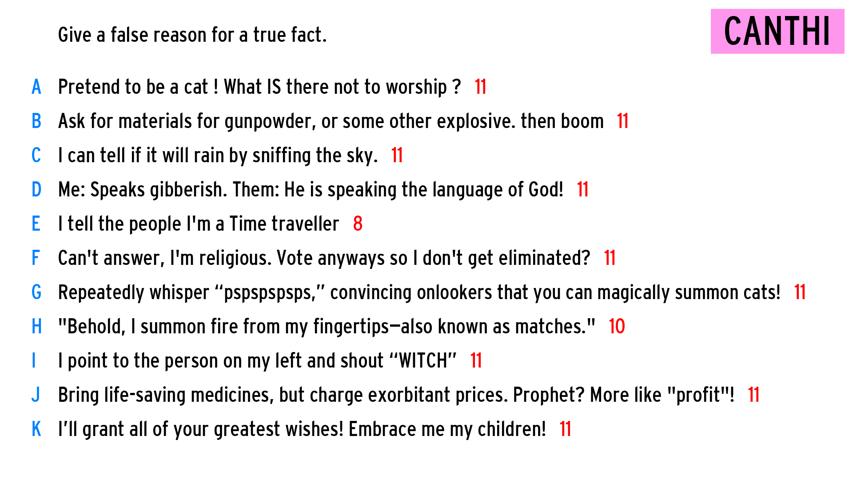 Give a false reason for a true fact.
CANTHI
A Pretend to be a cat ! What IS there not to worship ? 11
B Ask for materials for gunpowder, or some other explosive. then boom 11
C I can tell if it will rain by sniffing the sky. 11
D Me: Speaks gibberish. Them: He is speaking the language of God! 11
E I tell the people I'm a Time traveller 8
F Can't answer, I'm religious. Vote anyways so I don't get eliminated? 11
G Repeatedly whisper “pspspspsps,” convincing onlookers that you can magically summon cats! 11
H "Behold, I summon fire from my fingertips—also known as matches." 10
I I point to the person on my left and shout “WITCH” 11
J Bring life-saving medicines, but charge exorbitant prices. Prophet? More like "profit"! 11
K I’ll grant all of your greatest wishes! Embrace me my children! 11